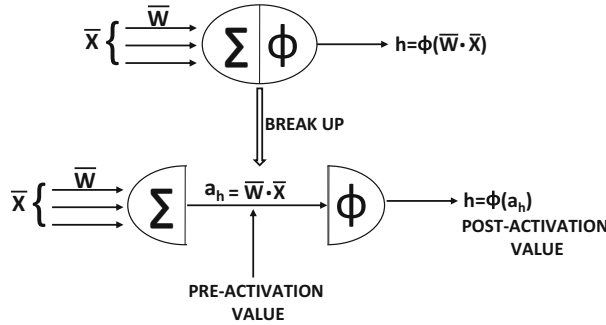 W̅
X̅ {
Σ Φ
h=Φ(W̅·X̅)
BREAK UP
W̅
X̅ {
Σ
a_h = W̅·X̅
Φ
h=Φ(a_h)
POST-ACTIVATION
VALUE
PRE-ACTIVATION
VALUE